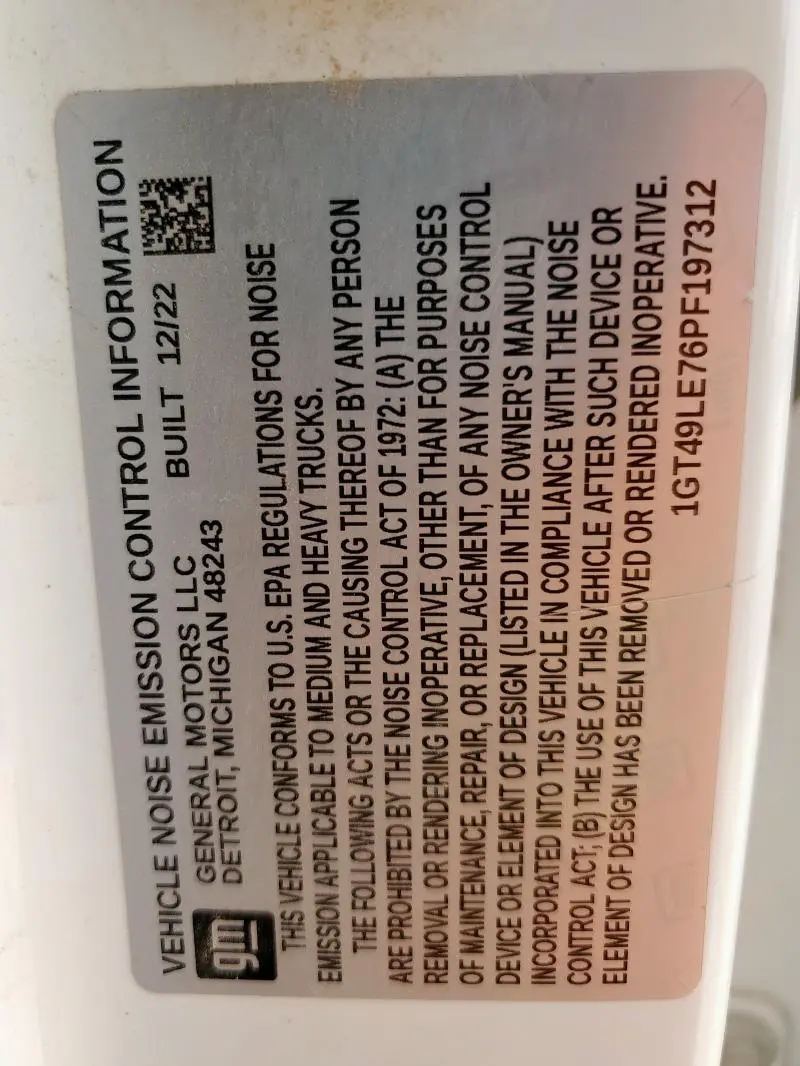 VEHICLE NOISE EMISSION CONTROL INFORMATION
gm
GENERAL MOTORS LLC BUILT 12/22
DETROIT, MICHIGAN 48243
THIS VEHICLE CONFORMS TO U.S. EPA REGULATIONS FOR NOISE
EMISSION APPLICABLE TO MEDIUM AND HEAVY TRUCKS.
THE FOLLOWING ACTS OR THE CAUSING THEREOF BY ANY PERSON
ARE PROHIBITED BY THE NOISE CONTROL ACT OF 1972: (A) THE
REMOVAL OR RENDERING INOPERATIVE, OTHER THAN FOR PURPOSES
OF MAINTENANCE, REPAIR, OR REPLACEMENT, OF ANY NOISE CONTROL
DEVICE OR ELEMENT OF DESIGN (LISTED IN THE OWNER'S MANUAL)
INCORPORATED INTO THIS VEHICLE IN COMPLIANCE WITH THE NOISE
CONTROL ACT; (B) THE USE OF THIS VEHICLE AFTER SUCH DEVICE OR
ELEMENT OF DESIGN HAS BEEN REMOVED OR RENDERED INOPERATIVE.
1GT49LE76PF197312